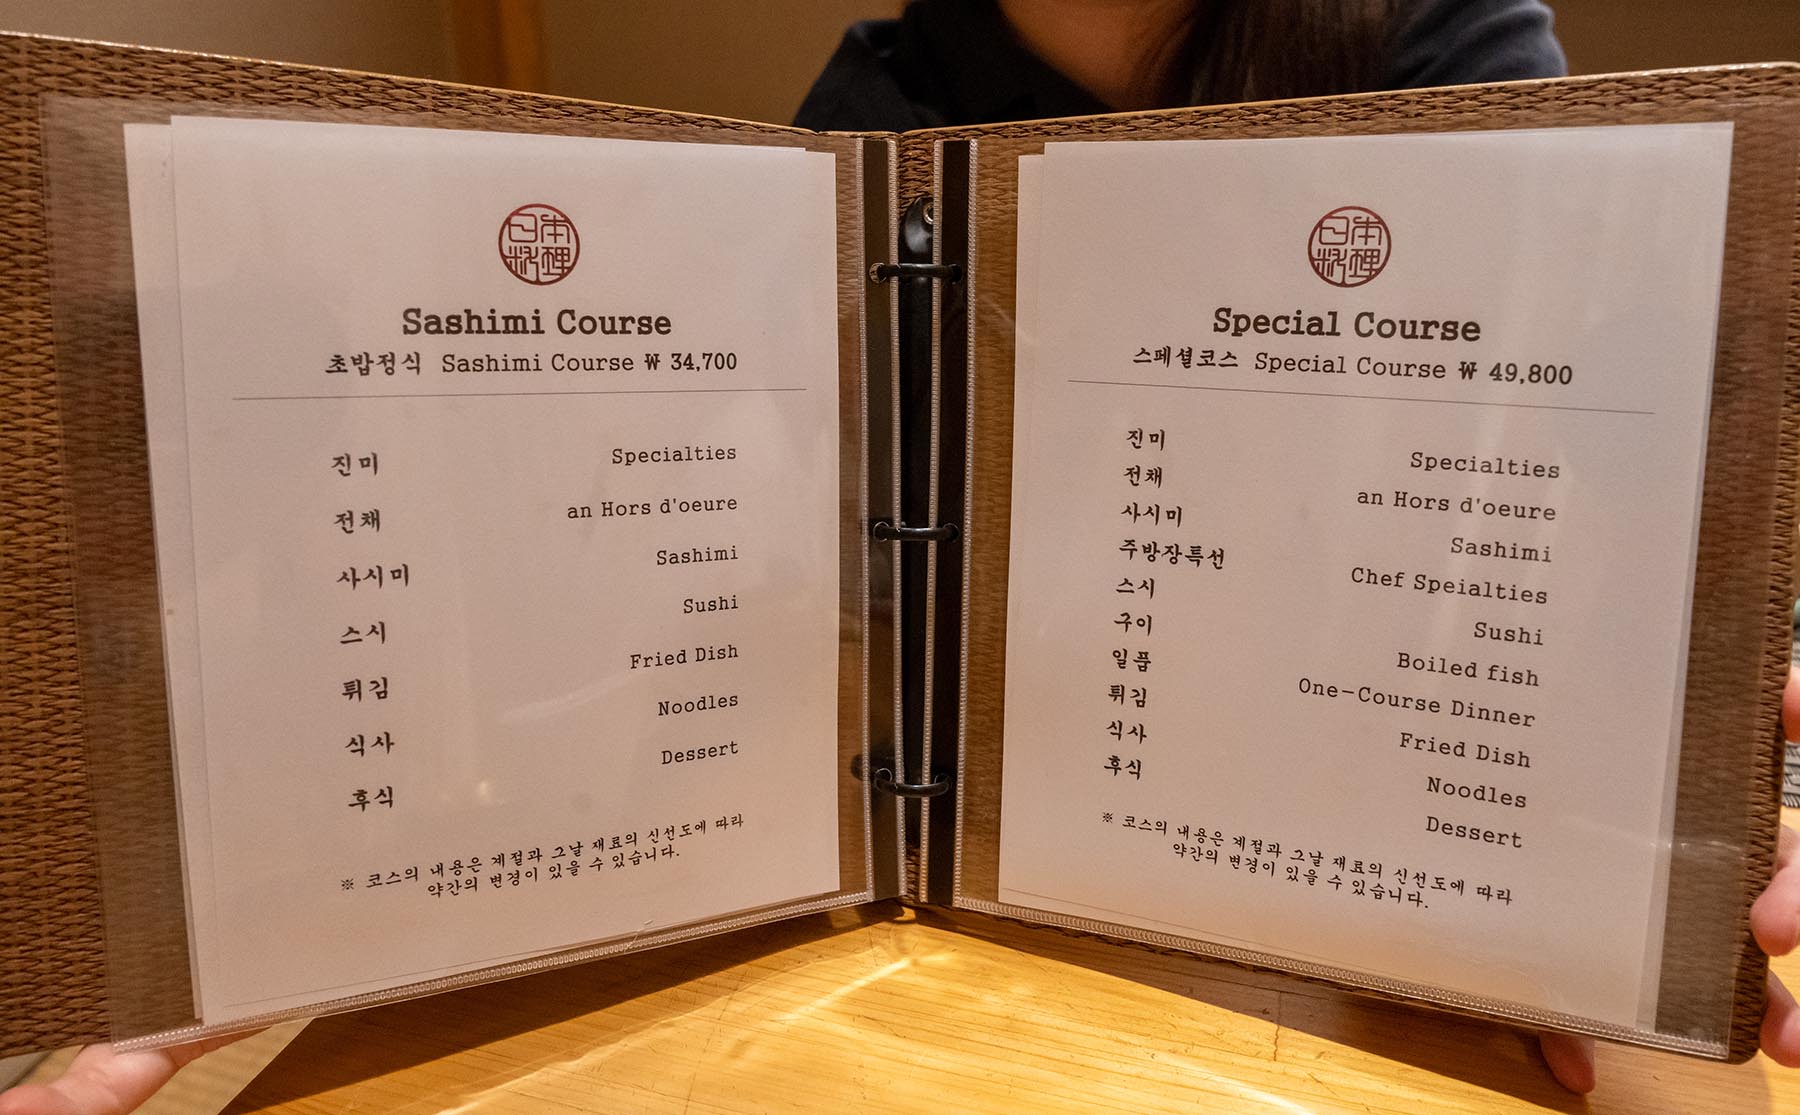 日本
料理
Sashimi Course
초밥정식 Sashimi Course ₩ 34,700
진미 Specialties
전채 an Hors d'oeure
사시미 Sashimi
스시 Sushi
튀김 Fried Dish
식사 Noodles
후식 Dessert
※ 코스의 내용은 계절과 그날 재료의 신선도에 따라
약간의 변경이 있을 수 있습니다.
日本
料理
Special Course
스페셜코스 Special Course ₩ 49,800
진미 Specialties
전채 an Hors d'oeure
사시미 Sashimi
주방장특선 Chef Speialties
스시 Sushi
구이 Boiled fish
일품 One-Course Dinner
튀김 Fried Dish
식사 Noodles
후식 Dessert
※ 코스의 내용은 계절과 그날 재료의 신선도에 따라
약간의 변경이 있을 수 있습니다.